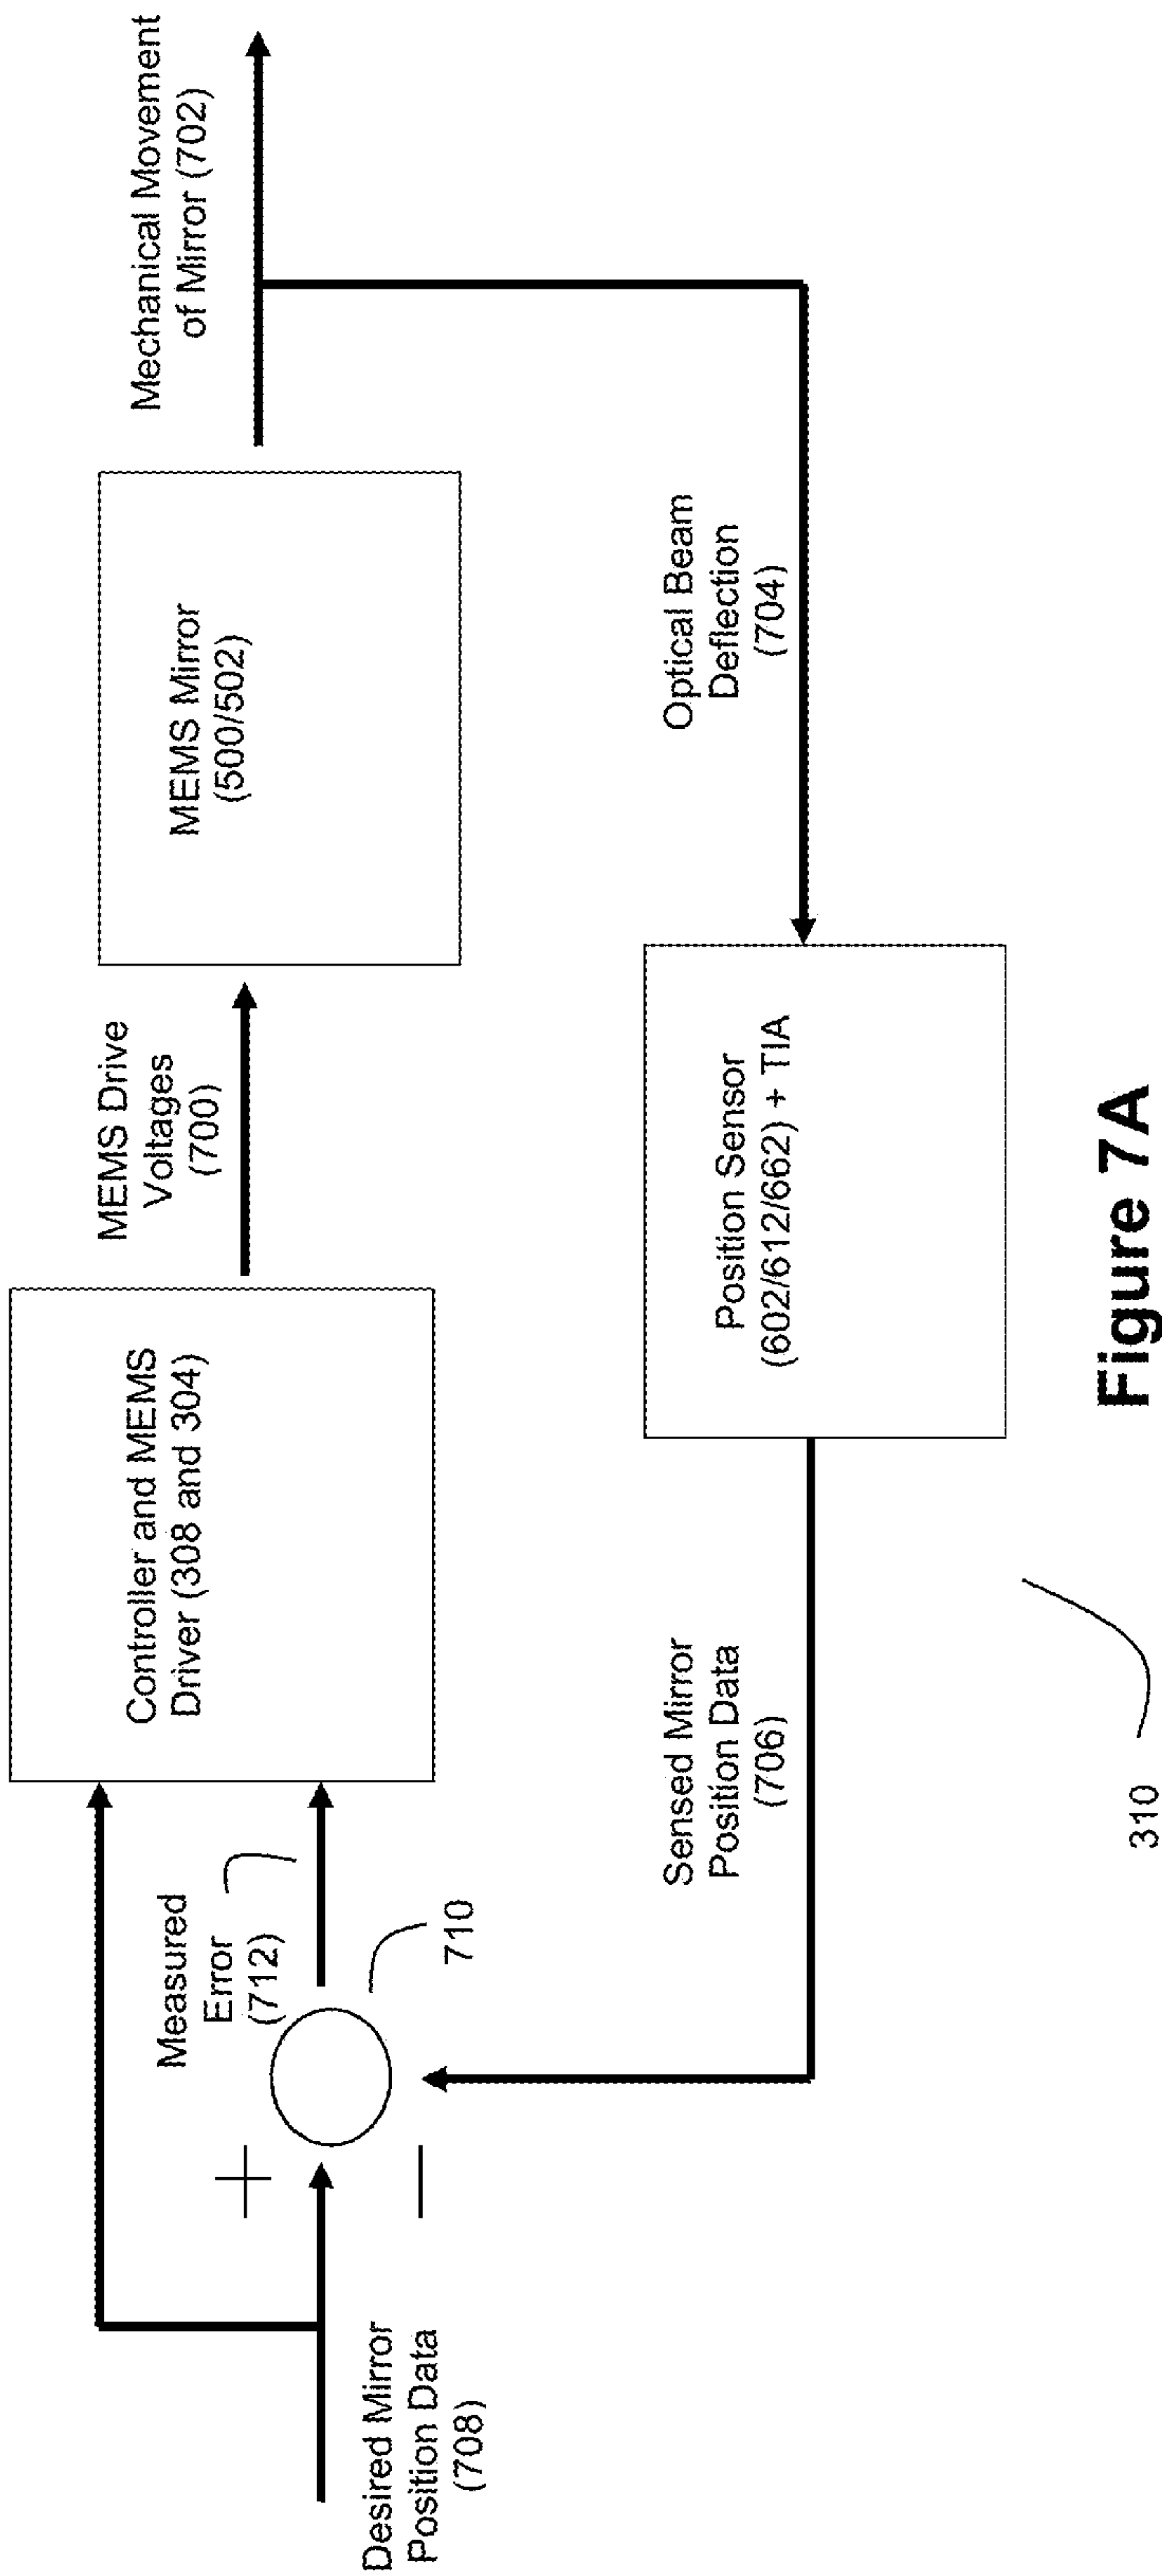 Mechanical Movement
of Mirror (702)
MEMS Mirror
(500/502)
MEMS Drive
Voltages
(700)
Controller and MEMS
Driver (308 and 304)
Measured
Error
(712)
710
+
−
Desired Mirror
Position Data
(708)
Optical Beam
Deflection
(704)
Position Sensor
(602/612/662) + TIA
Sensed Mirror
Position Data
(706)
310
Figure 7A